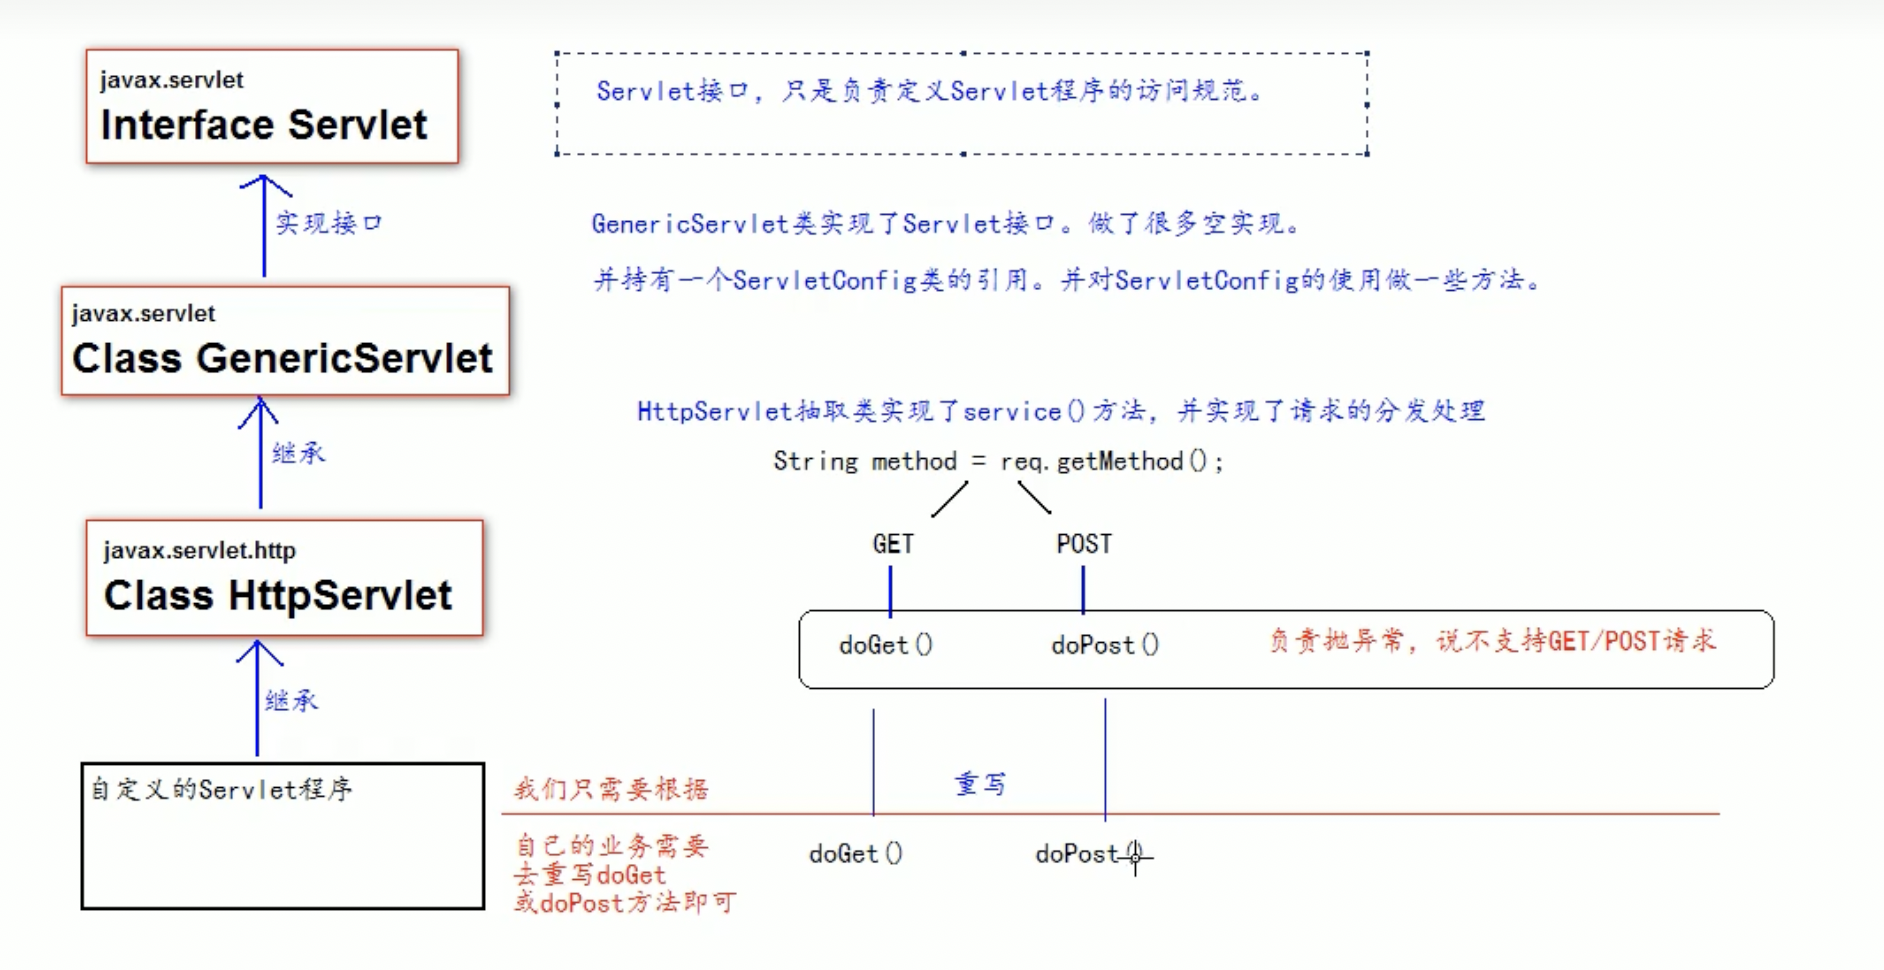 javax.servlet
Interface Servlet
Servlet接口，只是负责定义Servlet程序的访问规范。
实现接口
GenericServlet类实现了Servlet接口。做了很多空实现。
并持有一个ServletConfig类的引用。并对ServletConfig的使用做一些方法。
javax.servlet
Class GenericServlet
继承
HttpServlet抽取类实现了service()方法，并实现了请求的分发处理
String method = req.getMethod();
javax.servlet.http
Class HttpServlet
GET
POST
doGet()
doPost()
负责抛异常，说不支持GET/POST请求
继承
自定义的Servlet程序
我们只需要根据
重写
自己的业务需要
去重写doGet
或doPost方法即可
doGet()
doPost()